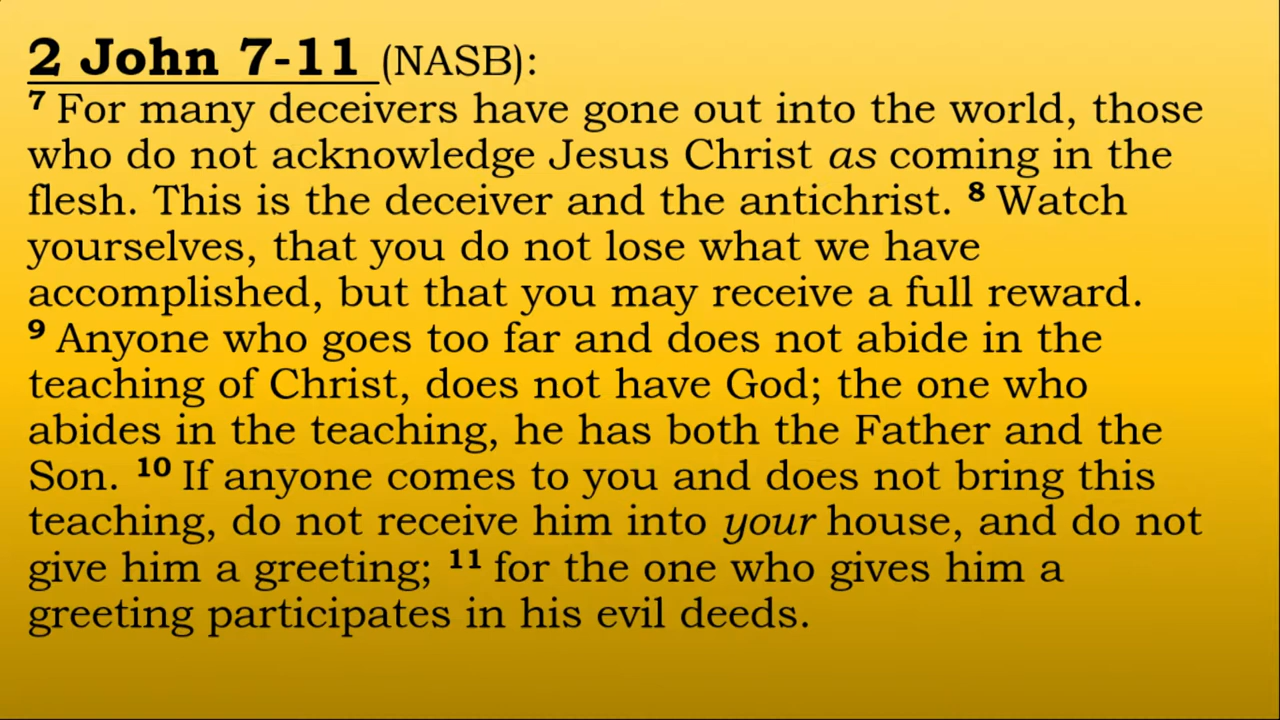 2 John 7-11 (NASB):
7 For many deceivers have gone out into the world, those
who do not acknowledge Jesus Christ as coming in the
flesh. This is the deceiver and the antichrist. 8 Watch
yourselves, that you do not lose what we have
accomplished, but that you may receive a full reward.
9 Anyone who goes too far and does not abide in the
teaching of Christ, does not have God; the one who
abides in the teaching, he has both the Father and the
Son. 10 If anyone comes to you and does not bring this
teaching, do not receive him into your house, and do not
give him a greeting; 11 for the one who gives him a
greeting participates in his evil deeds.